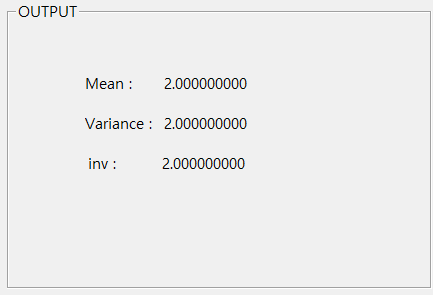 OUTPUT
Mean : 2.000000000
Variance : 2.000000000
inv : 2.000000000